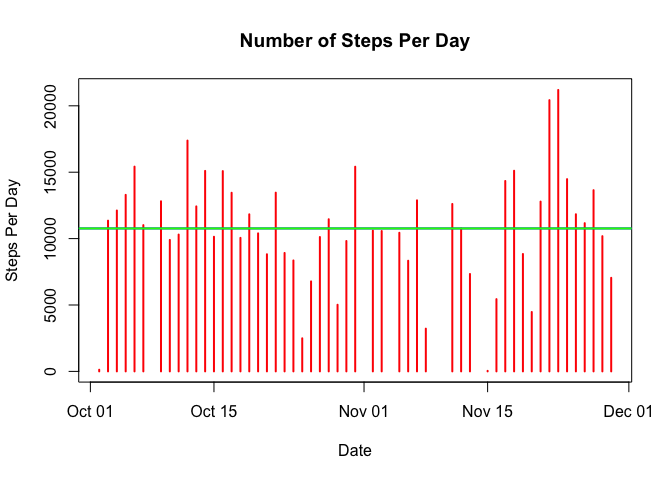 Number of Steps Per Day
Steps Per Day
20000
15000
10000
5000
0
Oct 01
Oct 15
Nov 01
Nov 15
Dec 01
Date